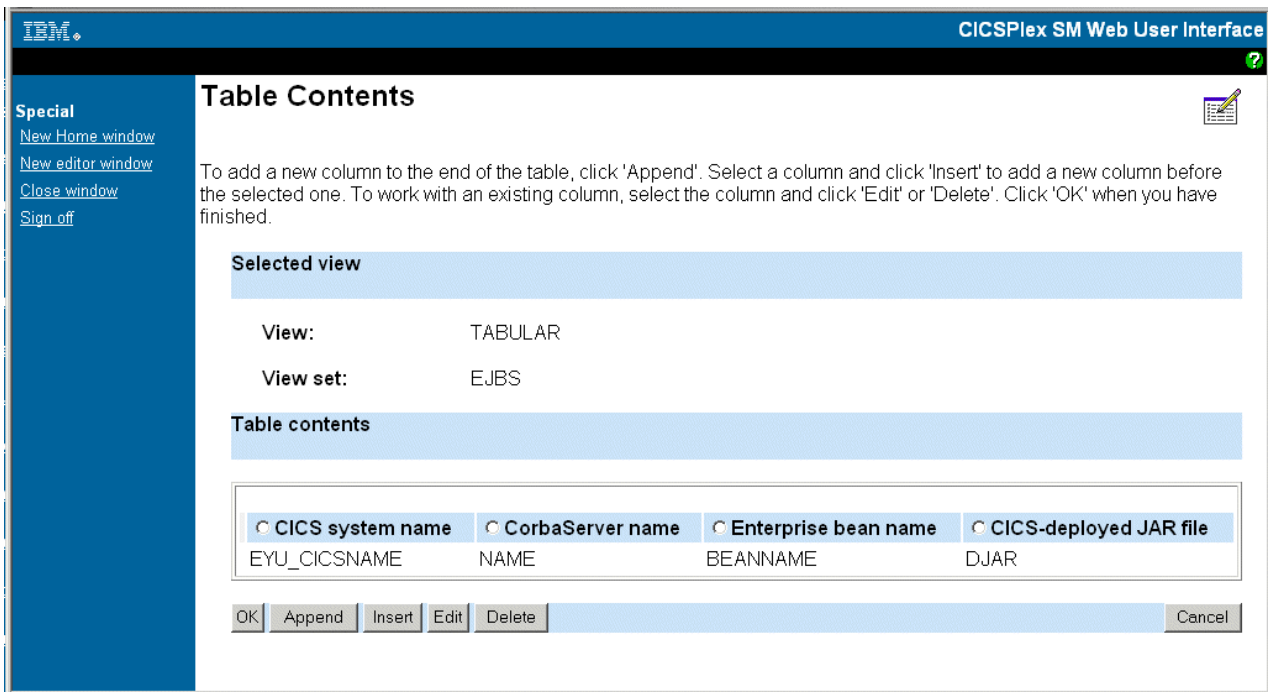 IBM.
CICSPlex SM Web User Interface
?
Special
New Home window
New editor window
Close window
Sign off
Table Contents
To add a new column to the end of the table, click 'Append'. Select a column and click 'Insert' to add a new column before
the selected one. To work with an existing column, select the column and click 'Edit' or 'Delete'. Click 'OK' when you have
finished.
Selected view
View: TABULAR
View set: EJBS
Table contents
CICS system name CorbaServer name Enterprise bean name CICS-deployed JAR file
EYU_CICSNAME NAME BEANNAME DJAR
OK Append Insert Edit Delete Cancel